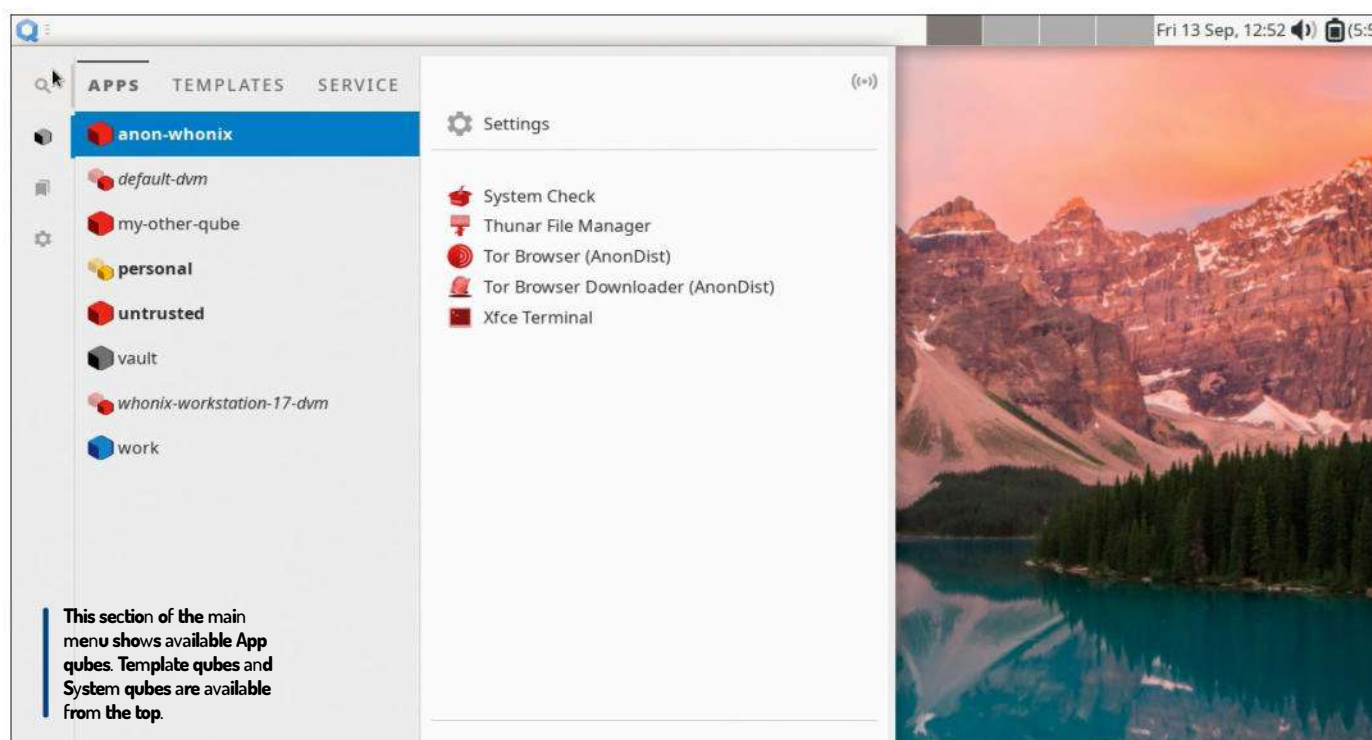 Fri 13 Sep, 12:52
APPS TEMPLATES SERVICE
anon-whonix
default-dvm
my-other-qube
personal
untrusted
vault
whonix-workstation-17-dvm
work
Settings
System Check
Thunar File Manager
Tor Browser (AnonDist)
Tor Browser Downloader (AnonDist)
Xfce Terminal
This section of the main
menu shows available App
qubes. Template qubes and
System qubes are available
from the top.